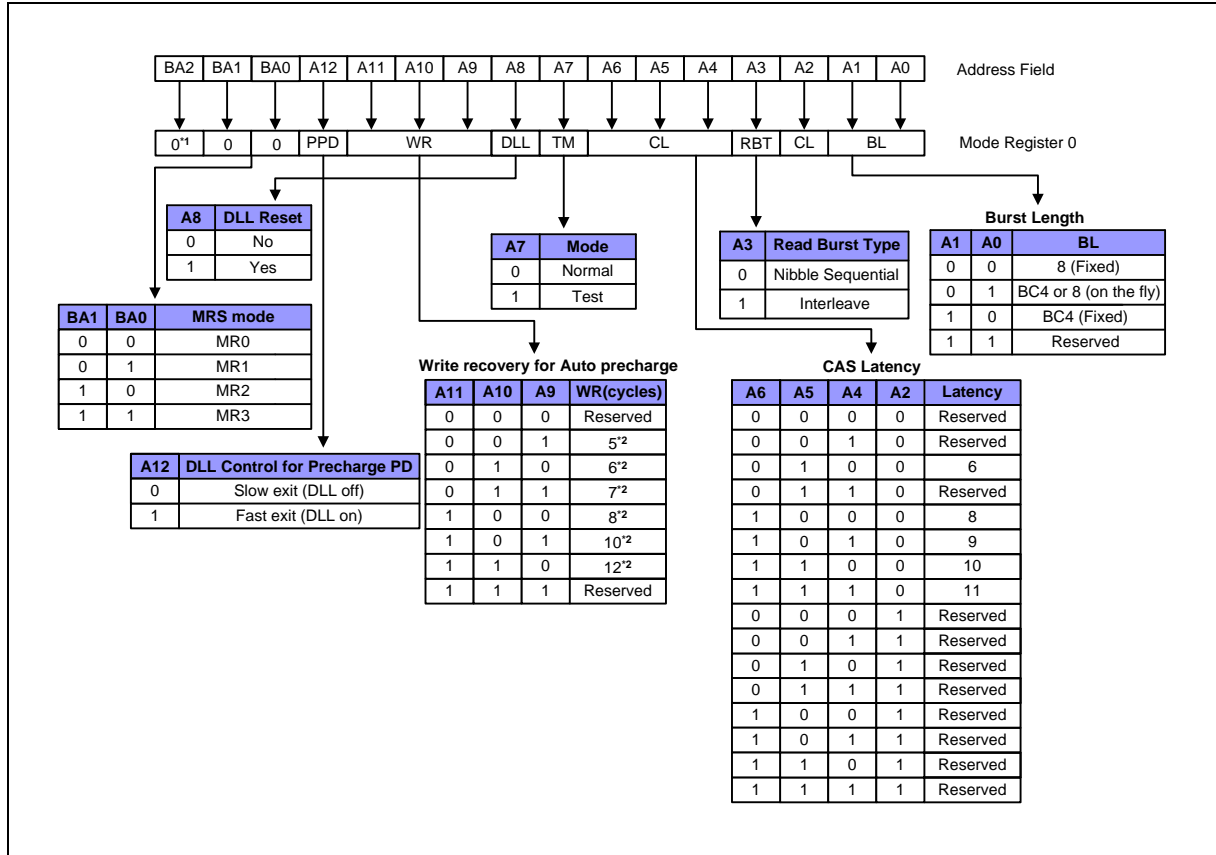 BA2 BA1 BA0 A12 A11 A10 A9 A8 A7 A6 A5 A4 A3 A2 A1 A0 Address Field
0*1 0 0 PPD WR DLL TM CL RBT CL BL Mode Register 0
A8 DLL Reset
0 No
1 Yes
A7 Mode
0 Normal
1 Test
A3 Read Burst Type
0 Nibble Sequential
1 Interleave
Burst Length
A1 A0 BL
0 0 8 (Fixed)
0 1 BC4 or 8 (on the fly)
1 0 BC4 (Fixed)
1 1 Reserved
BA1 BA0 MRS mode
0 0 MR0
0 1 MR1
1 0 MR2
1 1 MR3
A12 DLL Control for Precharge PD
0 Slow exit (DLL off)
1 Fast exit (DLL on)
Write recovery for Auto precharge
A11 A10 A9 WR(cycles)
0 0 0 Reserved
0 0 1 5*2
0 1 0 6*2
0 1 1 7*2
1 0 0 8*2
1 0 1 10*2
1 1 0 12*2
1 1 1 Reserved
CAS Latency
A6 A5 A4 A2 Latency
0 0 0 0 Reserved
0 0 1 0 Reserved
0 1 0 0 6
0 1 1 0 Reserved
1 0 0 0 8
1 0 1 0 9
1 1 0 0 10
1 1 1 0 11
0 0 0 1 Reserved
0 0 1 1 Reserved
0 1 0 1 Reserved
0 1 1 1 Reserved
1 0 0 1 Reserved
1 0 1 1 Reserved
1 1 0 1 Reserved
1 1 1 1 Reserved